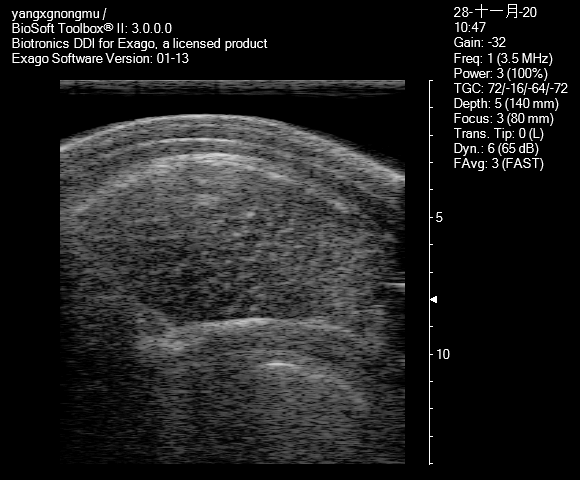 yangxgnongmu /
BioSoft Toolbox® II: 3.0.0.0
Biotronics DDI for Exago, a licensed product
Exago Software Version: 01-13
28-十一月-20
10:47
Gain: -32
Freq: 1 (3.5 MHz)
Power: 3 (100%)
TGC: 72/-16/-64/-72
Depth: 5 (140 mm)
Focus: 3 (80 mm)
Trans. Tip: 0 (L)
Dyn.: 6 (65 dB)
FAvg: 3 (FAST)
5
10